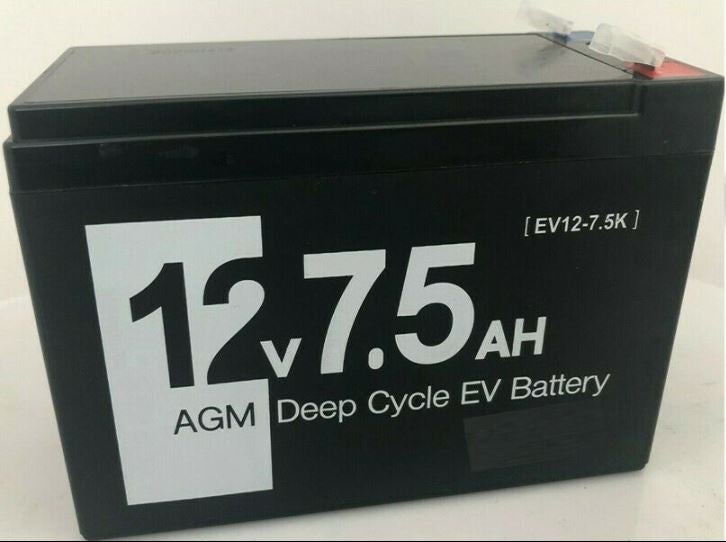 [EV12-7.5K]
12V7.5AH
AGM Deep Cycle EV Battery